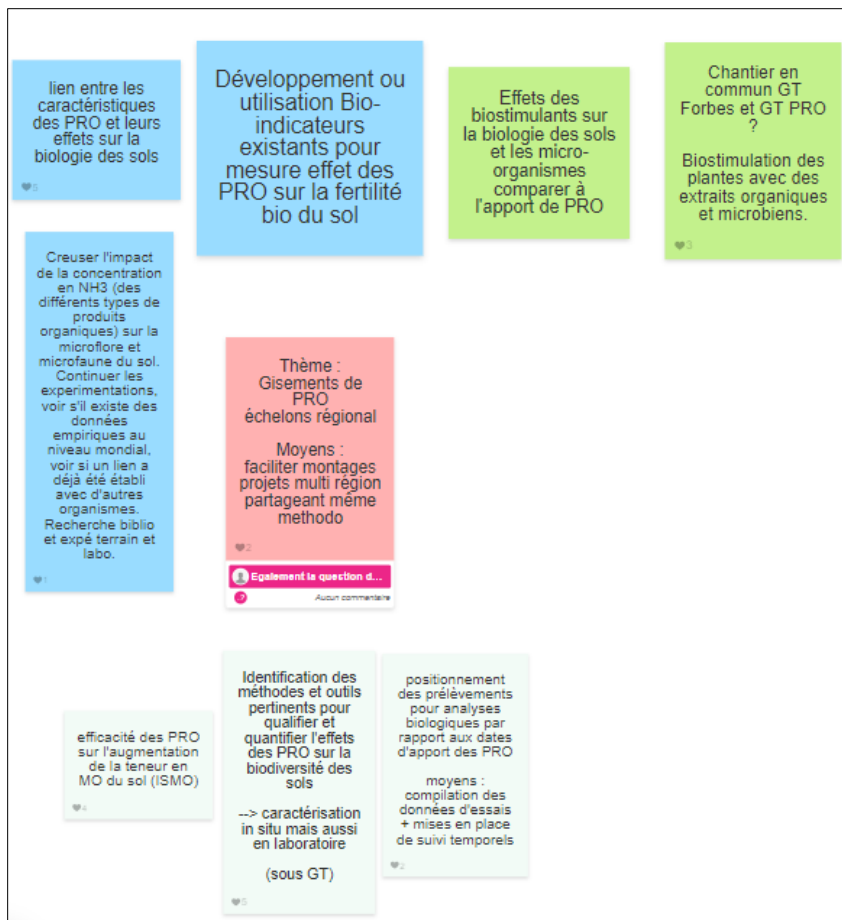 lien entre les
caractéristiques
des PRO et leurs
effets sur la
biologie des sols
5
Développement ou
utilisation Bio-
indicateurs
existants pour
mesure effet des
PRO sur la fertilité
bio du sol
Effets des
biostimulants sur
la biologie des sols
et les micro-
organismes
comparer à
l'apport de PRO
Chantier en
commun GT
Forbes et GT PRO
?
Biostimulation des
plantes avec des
extraits organiques
et microbiens.
3
Creuser l'impact
de la concentration
en NH3 (des
différents types de
produits
organiques) sur la
microflore et
microfaune du sol.
Continuer les
experimentations,
voir s'il existe des
données
empiriques au
niveau mondial,
voir si un lien a
déjà été établi
avec d'autres
organismes.
Recherche biblio
et expé terrain et
labo.
1
Thème :
Gisements de
PRO
échelons régional
Moyens :
faciliter montages
projets multi région
partageant même
methodo
2
Egalement la question d...
Aucun commentaire
efficacité des PRO
sur l'augmentation
de la teneur en
MO du sol (ISMO)
4
Identification des
méthodes et outils
pertinents pour
qualifier et
quantifier l'effets
des PRO sur la
biodiversité des
sols
--> caractérisation
in situ mais aussi
en laboratoire
(sous GT)
5
positionnement
des prélèvements
pour analyses
biologiques par
rapport aux dates
d'apport des PRO
moyens :
compilation des
données d'essais
+ mises en place
de suivi temporels
2